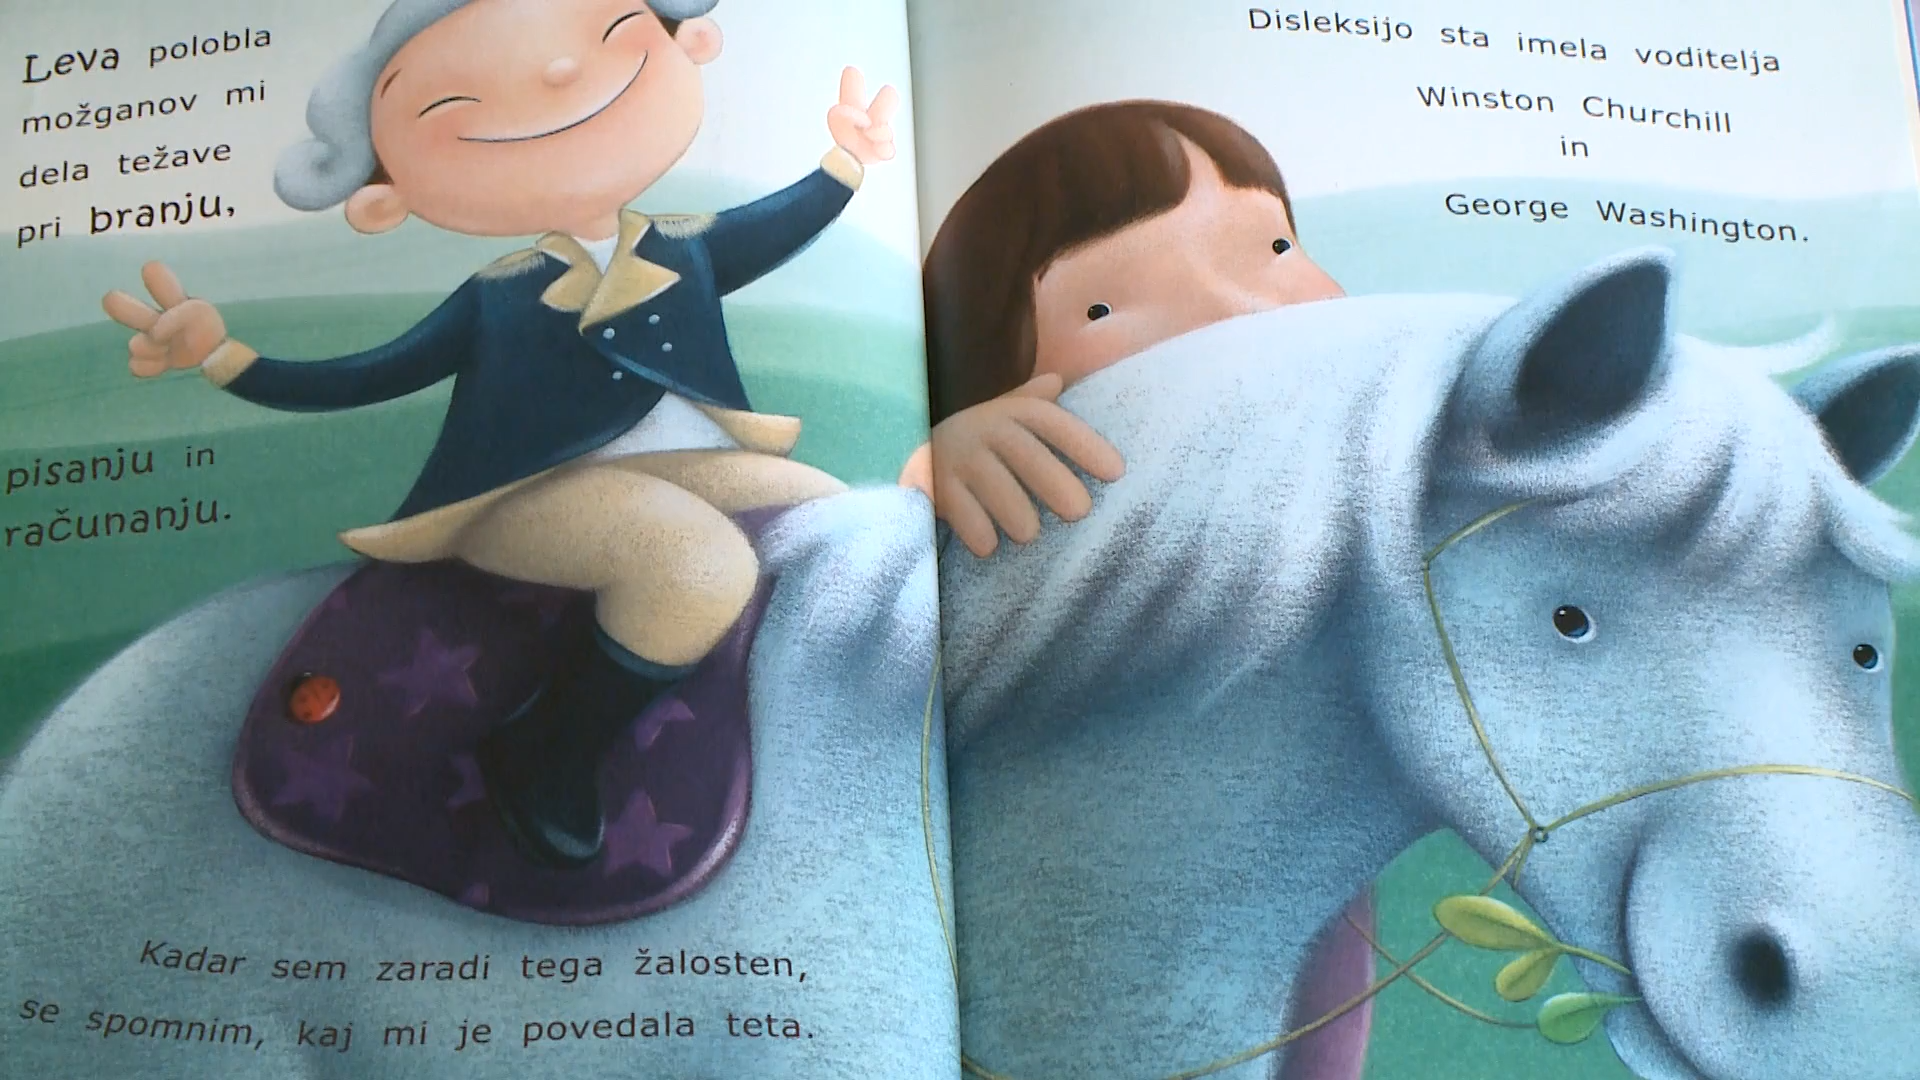 Leva polobla
možganov mi
dela težave
pri branju,
pisanju in
računanju.
Kadar sem zaradi tega žalosten,
se spomnim, kaj mi je povedala teta.
Disleksijo sta imela voditelja
Winston Churchill
in
George Washington.